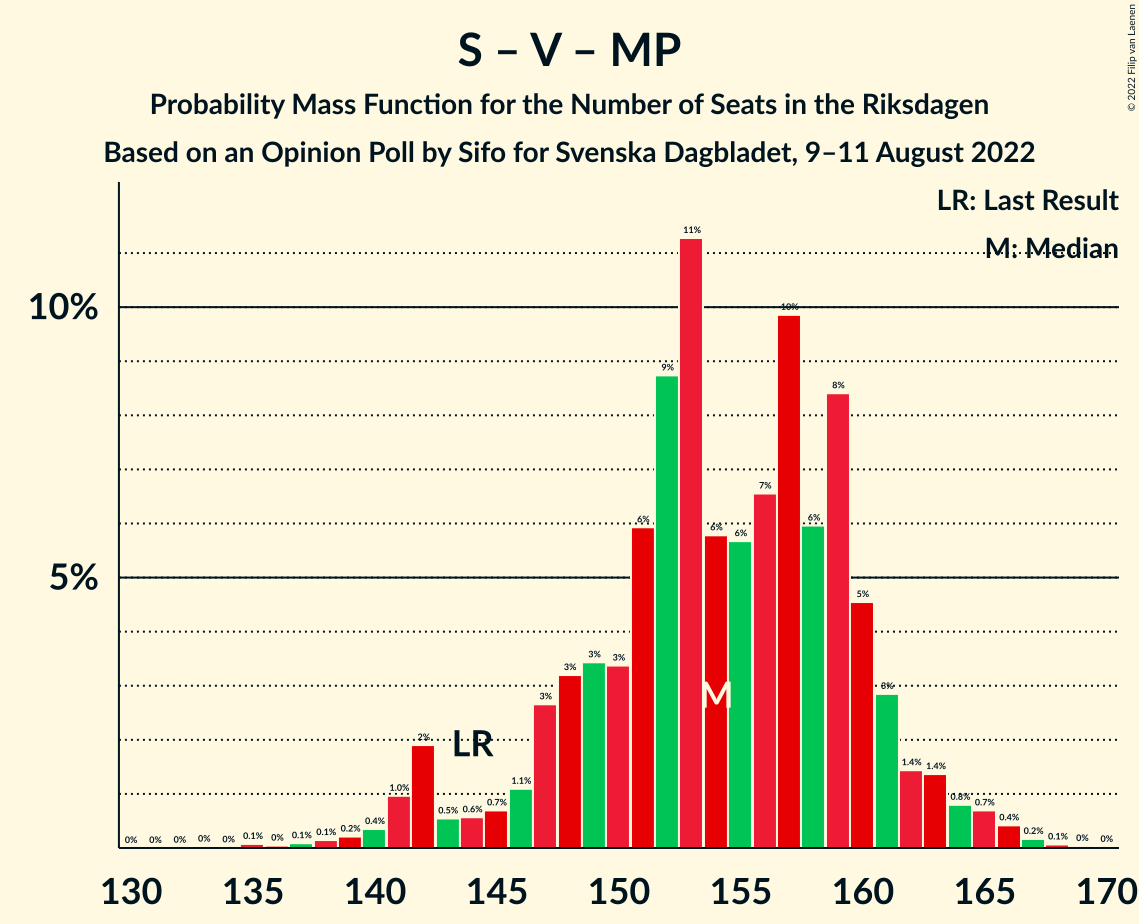 S – V – MP
Probability Mass Function for the Number of Seats in the Riksdagen
Based on an Opinion Poll by Sifo for Svenska Dagbladet, 9–11 August 2022
© 2022 Filip van Laenen
LR: Last Result
M: Median
10%
5%
0% 0% 0% 0% 0% 0.1% 0% 0.1% 0.1% 0.2% 0.4% 1.0% 2% 0.5% 0.6% 0.7% 1.1% 3% 3% 3% 3% 6% 9% 11% 6% 6% 7% 10% 6% 8% 5% 3% 1.4% 1.4% 0.8% 0.7% 0.4% 0.2% 0.1% 0% 0%
LR
M
130 135 140 145 150 155 160 165 170